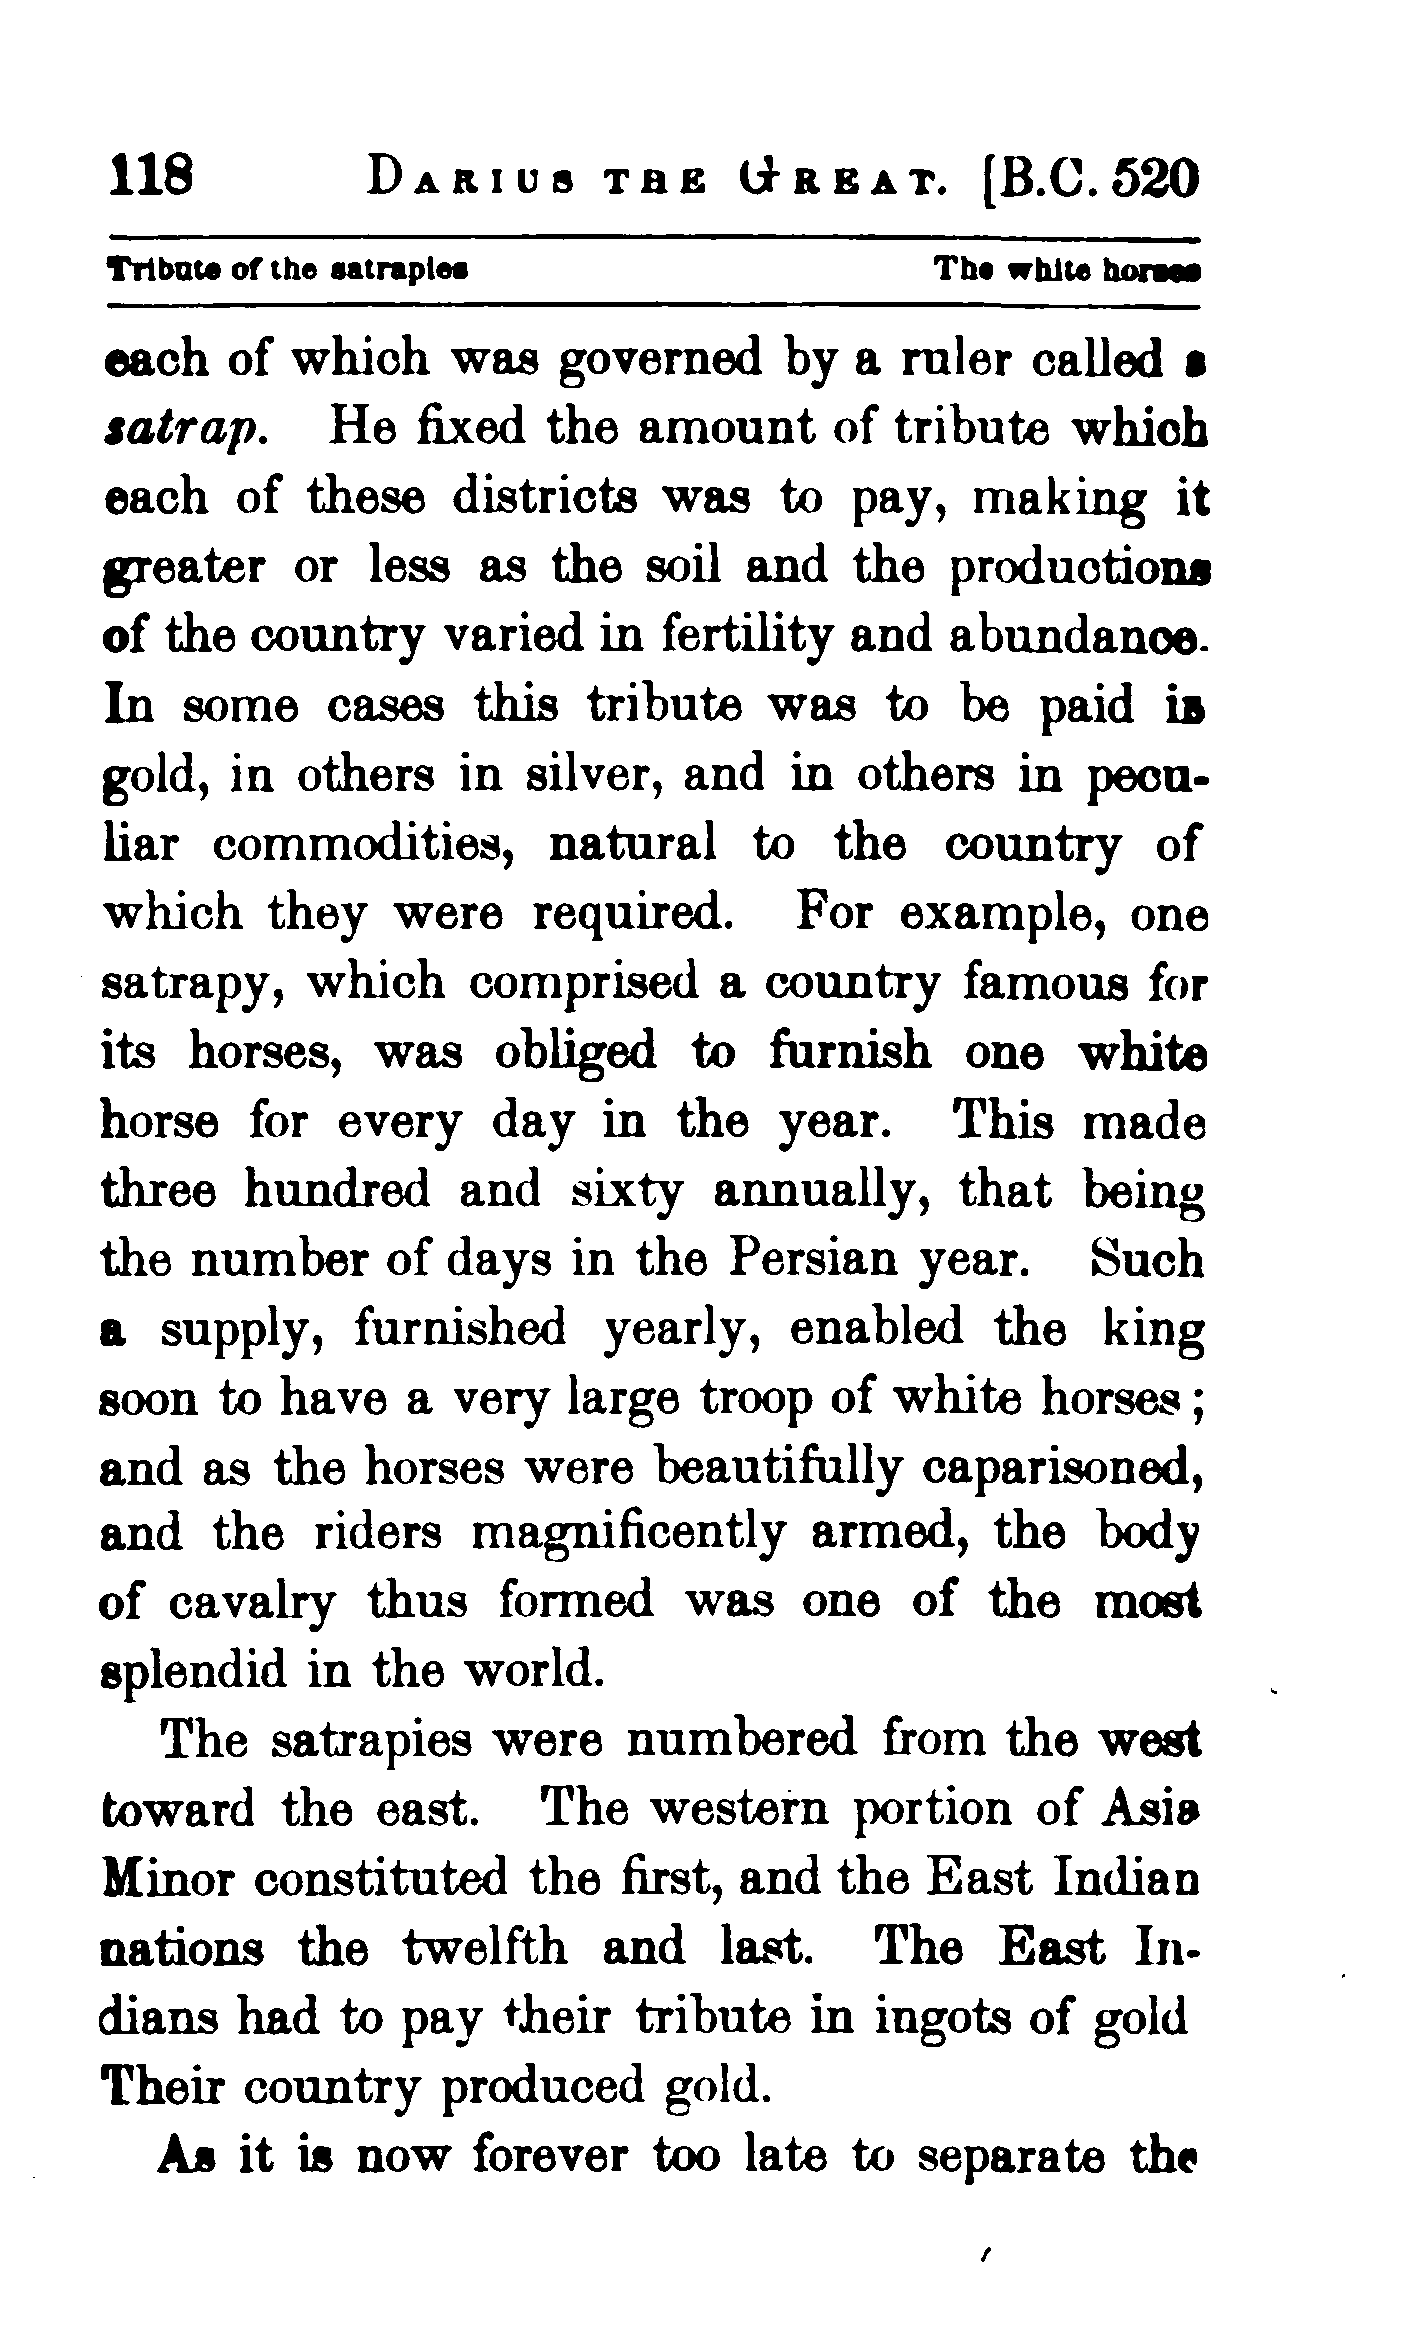 118 DARIUS THE GREAT. [B.C. 520
Tribute of the satrapies The white horses
each of which was governed by a ruler called a
satrap. He fixed the amount of tribute which
each of these districts was to pay, making it
greater or less as the soil and the productions
of the country varied in fertility and abundance.
In some cases this tribute was to be paid in
gold, in others in silver, and in others in pecu-
liar commodities, natural to the country of
which they were required. For example, one
satrapy, which comprised a country famous for
its horses, was obliged to furnish one white
horse for every day in the year. This made
three hundred and sixty annually, that being
the number of days in the Persian year. Such
a supply, furnished yearly, enabled the king
soon to have a very large troop of white horses;
and as the horses were beautifully caparisoned,
and the riders magnificently armed, the body
of cavalry thus formed was one of the most
splendid in the world.
The satrapies were numbered from the west
toward the east. The western portion of Asia
Minor constituted the first, and the East Indian
nations the twelfth and last. The East In-
dians had to pay their tribute in ingots of gold
Their country produced gold.
As it is now forever too late to separate the